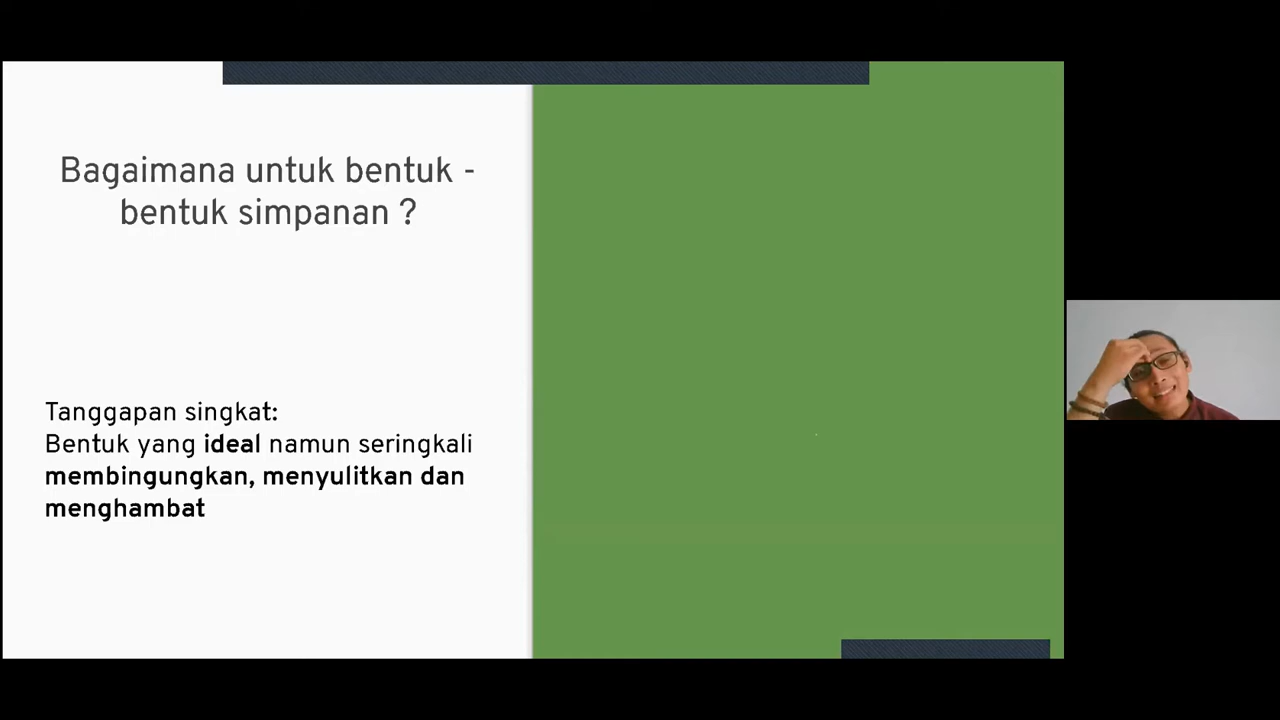 Bagaimana untuk bentuk -
bentuk simpanan ?
Tanggapan singkat:
Bentuk yang ideal namun seringkali
membingungkan, menyulitkan dan
menghambat